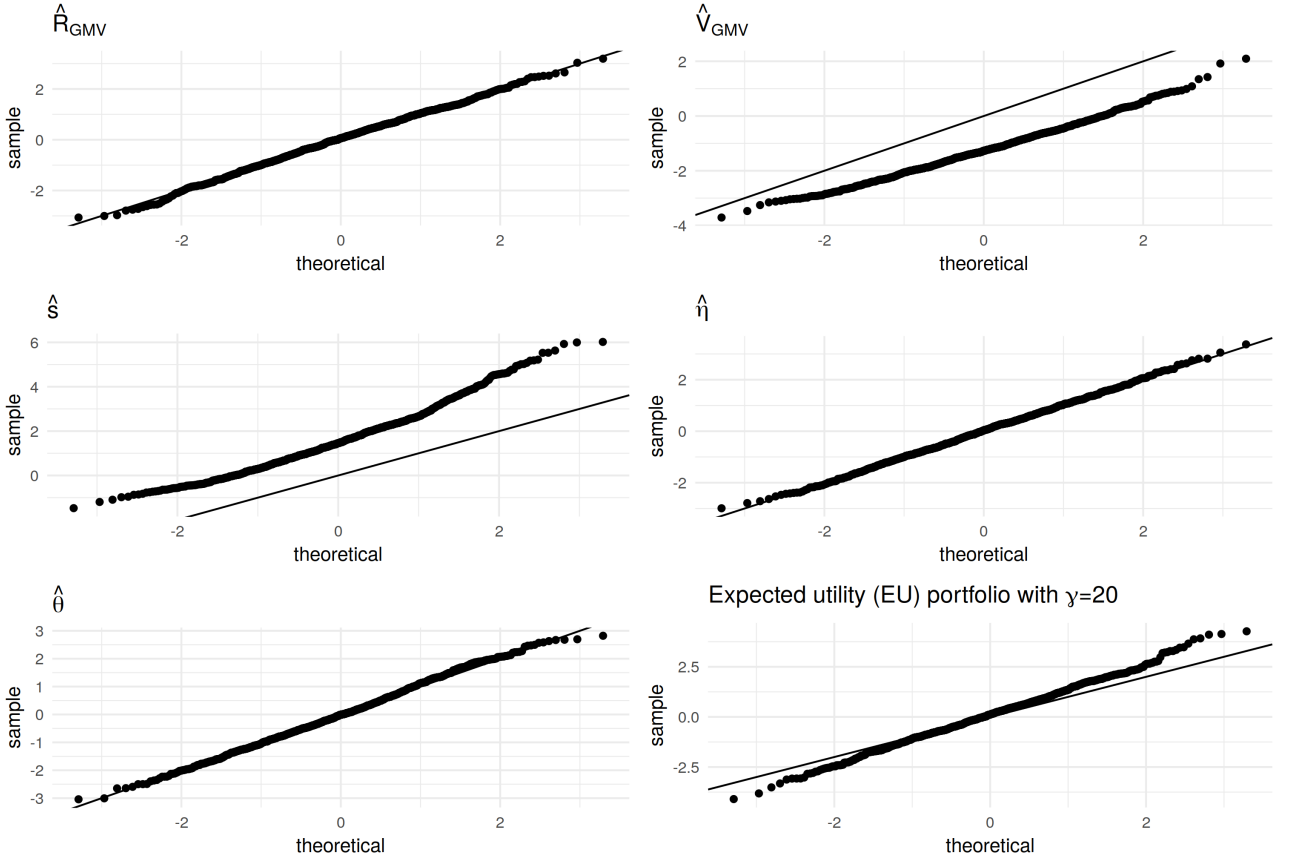 R̂GMV
2
0
-2
sample
-2
0
2
theoretical
V̂GMV
2
0
-2
-4
sample
-2
0
2
theoretical
ŝ
6
4
2
0
sample
-2
0
2
theoretical
η̂
2
0
-2
sample
-2
0
2
theoretical
θ̂
3
2
1
0
-1
-2
-3
sample
-2
0
2
theoretical
Expected utility (EU) portfolio with γ=20
2.5
0.0
-2.5
sample
-2
0
2
theoretical